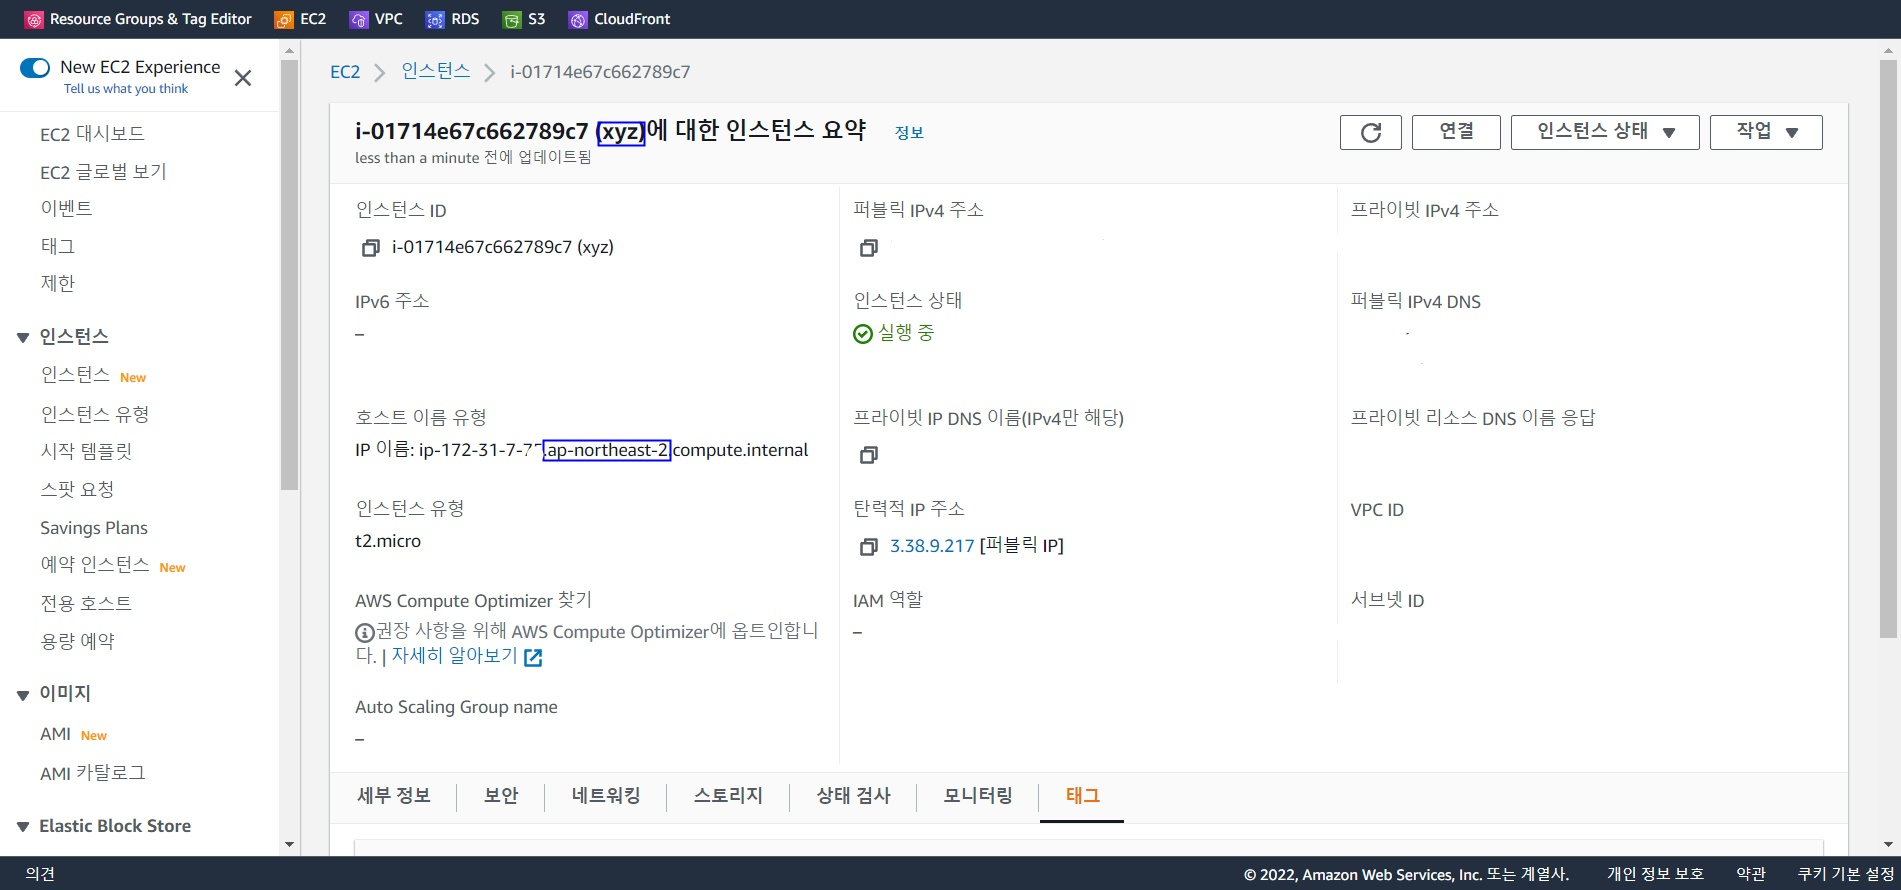 Resource Groups & Tag Editor EC2 VPC RDS S3 CloudFront
New EC2 Experience
Tell us what you think
EC2 대시보드
EC2 글로벌 보기
이벤트
태그
제한
인스턴스
인스턴스 New
인스턴스 유형
시작 템플릿
스팟 요청
Savings Plans
예약 인스턴스 New
전용 호스트
용량 예약
이미지
AMI New
AMI 카탈로그
Elastic Block Store
EC2 인스턴스 i-01714e67c662789c7
i-01714e67c662789c7 (xyz)에 대한 인스턴스 요약 정보
less than a minute 전에 업데이트됨
연결 인스턴스 상태 작업
인스턴스 ID
i-01714e67c662789c7 (xyz)
퍼블릭 IPv4 주소
프라이빗 IPv4 주소
IPv6 주소
–
인스턴스 상태
실행 중
퍼블릭 IPv4 DNS
호스트 이름 유형
IP 이름: ip-172-31-7-7 .ap-northeast-2.compute.internal
프라이빗 IP DNS 이름(IPv4만 해당)
프라이빗 리소스 DNS 이름 응답
인스턴스 유형
t2.micro
탄력적 IP 주소
3.38.9.217 [퍼블릭 IP]
VPC ID
AWS Compute Optimizer 찾기
권장 사항을 위해 AWS Compute Optimizer에 옵트인합니
다. | 자세히 알아보기
IAM 역할
–
서브넷 ID
Auto Scaling Group name
–
세부 정보 보안 네트워킹 스토리지 상태 검사 모니터링 태그
의견 © 2022, Amazon Web Services, Inc. 또는 계열사. 개인 정보 보호 약관 쿠키 기본 설정